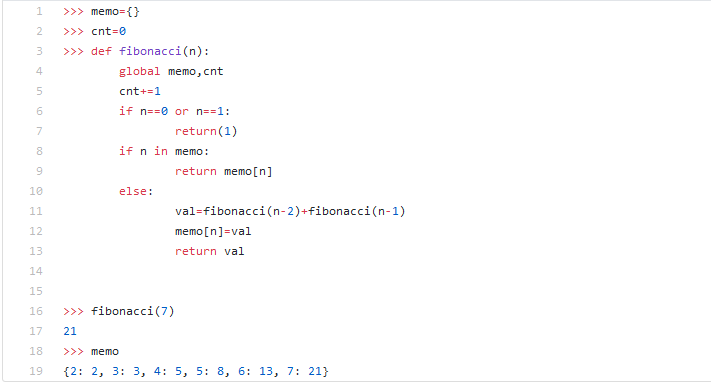 1 >>> memo={}
2 >>> cnt=0
3 >>> def fibonacci(n):
4         global memo,cnt
5         cnt+=1
6         if n==0 or n==1:
7                 return(1)
8         if n in memo:
9                 return memo[n]
10         else:
11                 val=fibonacci(n-2)+fibonacci(n-1)
12                 memo[n]=val
13                 return val
14
15
16 >>> fibonacci(7)
17 21
18 >>> memo
19 {2: 2, 3: 3, 4: 5, 5: 8, 6: 13, 7: 21}